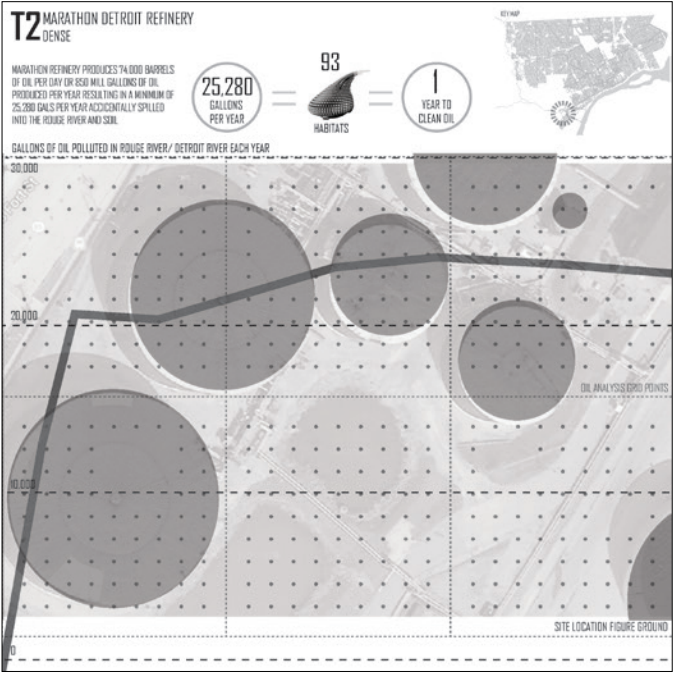 T2 MARATHON DETROIT REFINERY
DENSE
KEY MAP
MARATHON REFINERY PRODUCES 74,000 BARRELS
OF OIL PER DAY OR 850 MILL GALLONS OF OIL
PRODUCED PER YEAR RESULTING IN A MINIMUM OF
25,280 GALS PER YEAR ACCIDENTALLY SPILLED
INTO THE ROUGE RIVER AND SOIL
25,280
GALLONS
PER YEAR
=
93
HABITATS
=
1
YEAR TO
CLEAN OIL
GALLONS OF OIL POLLUTED IN ROUGE RIVER/ DETROIT RIVER EACH YEAR
30,000
20,000
OIL ANALYSIS GRID POINTS
10,000
SITE LOCATION FIGURE GROUND
0